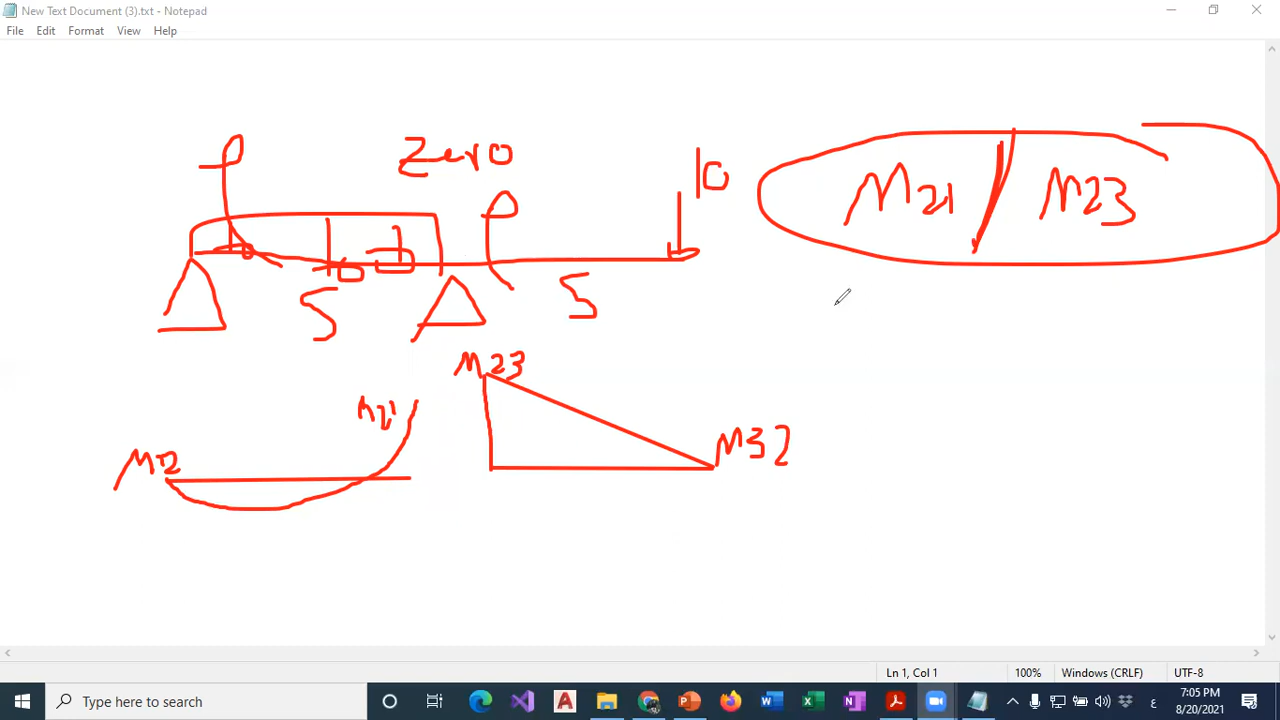 New Text Document (3).txt - Notepad
File Edit Format View Help
Zero
10
M21 / M23
5
5
M23
M21
M12
M32
Ln 1, Col 1 100% Windows (CRLF) UTF-8
Type here to search
ع
7:05 PM
8/20/2021